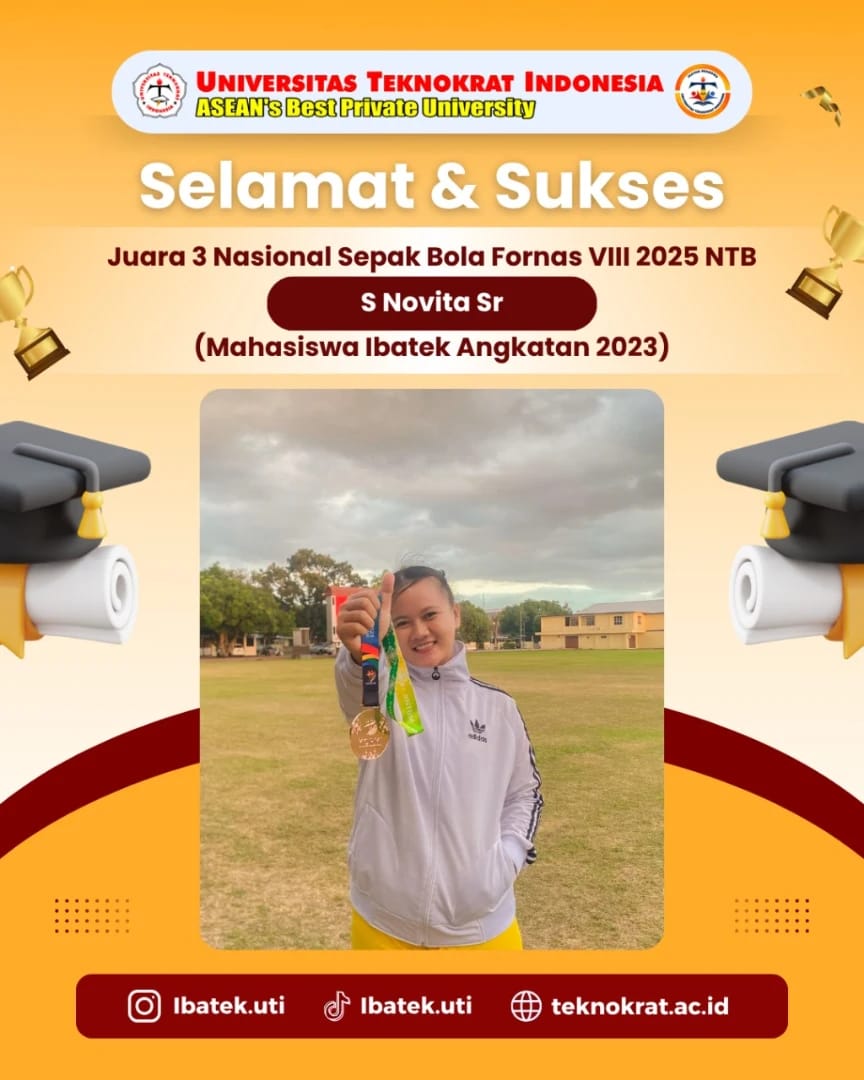 UNIVERSITAS TEKNOKRAT INDONESIA
ASEAN's Best Private University
Selamat & Sukses
Juara 3 Nasional Sepak Bola Fornas VIII 2025 NTB
S Novita Sr
(Mahasiswa Ibatek Angkatan 2023)
adidas
Ibatek.uti
Ibatek.uti
teknokrat.ac.id